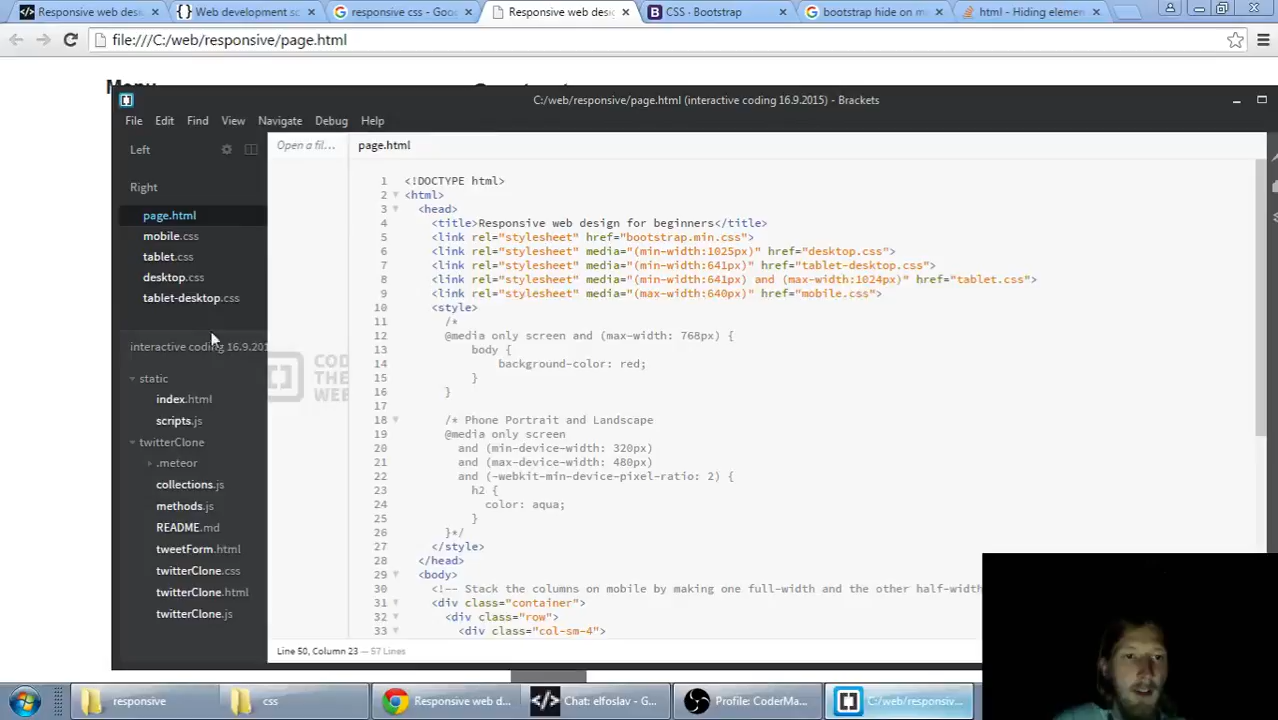 Responsive web desi
Web development sc
responsive css - Goo
Responsive web desi
CSS · Bootstrap
bootstrap hide on m
html - Hiding elemen
file:///C:/web/responsive/page.html
C:/web/responsive/page.html (interactive coding 16.9.2015) - Brackets
File Edit Find View Navigate Debug Help
Left
Open a fil...
page.html
Right
page.html
mobile.css
tablet.css
desktop.css
tablet-desktop.css
interactive coding 16.9.201
static
index.html
scripts.js
twitterClone
.meteor
collections.js
methods.js
README.md
tweetForm.html
twitterClone.css
twitterClone.html
twitterClone.js
CODE
THE
WEB
1 <!DOCTYPE html>
2 <html>
3 <head>
4 <title>Responsive web design for beginners</title>
5 <link rel="stylesheet" href="bootstrap.min.css">
6 <link rel="stylesheet" media="(min-width:1025px)" href="desktop.css">
7 <link rel="stylesheet" media="(min-width:641px)" href="tablet-desktop.css">
8 <link rel="stylesheet" media="(min-width:641px) and (max-width:1024px)" href="tablet.css">
9 <link rel="stylesheet" media="(max-width:640px)" href="mobile.css">
10 <style>
11 /*
12 @media only screen and (max-width: 768px) {
13 body {
14 background-color: red;
15 }
16 }
17
18 /* Phone Portrait and Landscape
19 @media only screen
20 and (min-device-width: 320px)
21 and (max-device-width: 480px)
22 and (-webkit-min-device-pixel-ratio: 2) {
23 h2 {
24 color: aqua;
25 }
26 }*/
27 </style>
28 </head>
29 <body>
30 <!-- Stack the columns on mobile by making one full-width and the other half-width
31 <div class="container">
32 <div class="row">
33 <div class="col-sm-4">
Line 50, Column 23 — 57 Lines
responsive
css
Responsive web d...
Chat: elfoslav - G...
Profile: CoderMa...
C:/web/responsiv...